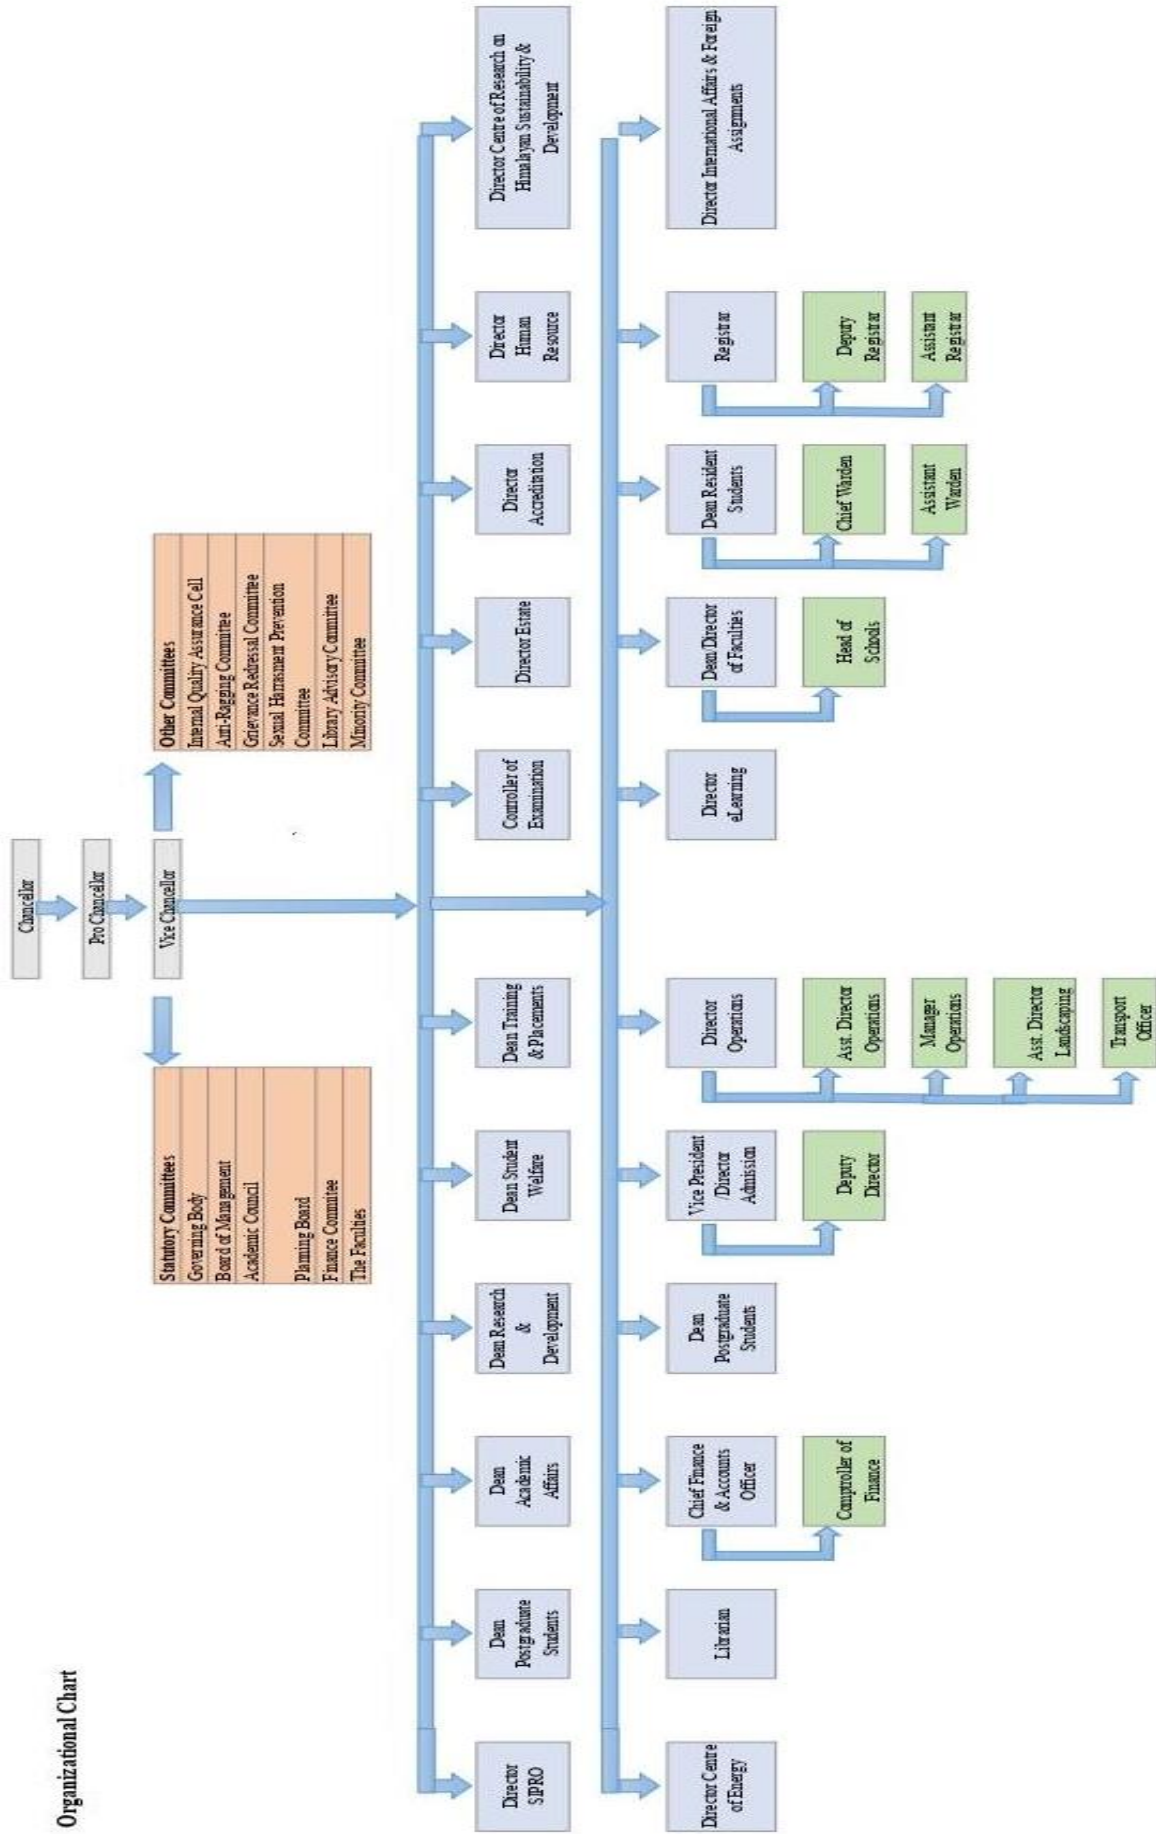 Organizational Chart
Chancellor
Pro Chancellor
Vice Chancellor
Statutory Committees
Governing Body
Board of Management
Academic Council
Planning Board
Finance Committee
The Faculties
Other Committees
Internal Quality Assurance Cell
Anti-Ragging Committee
Grievance Redressal Committee
Sexual Harrasment Prevention
Committee
Library Advisory Committee
Minority Committee
Director
SIPRO
Dean
Postgraduate
Students
Dean
Academic
Affairs
Dean Research
&
Development
Dean Student
Welfare
Dean Training
& Placements
Controller of
Examination
Director Estate
Director
Accreditation
Director
Human
Resource
Director Centre of Research on
Himalayan Sustainability &
Development
Director Centre
of Energy
Librarian
Chief Finance
& Accounts
Officer
Dean
Postgraduate
Students
Vice President
/Director
Admission
Director
Operations
Director
eLearning
Dean/Director
of Faculties
Dean Resident
Students
Registrar
Director International Affairs & Foreign
Assignments
Comptroller of
Finance
Deputy
Director
Asst. Director
Operations
Manager
Operations
Asst. Director
Landscaping
Transport
Officer
Head of
Schools
Chief Warden
Assistant
Warden
Deputy
Registrar
Assistant
Registrar